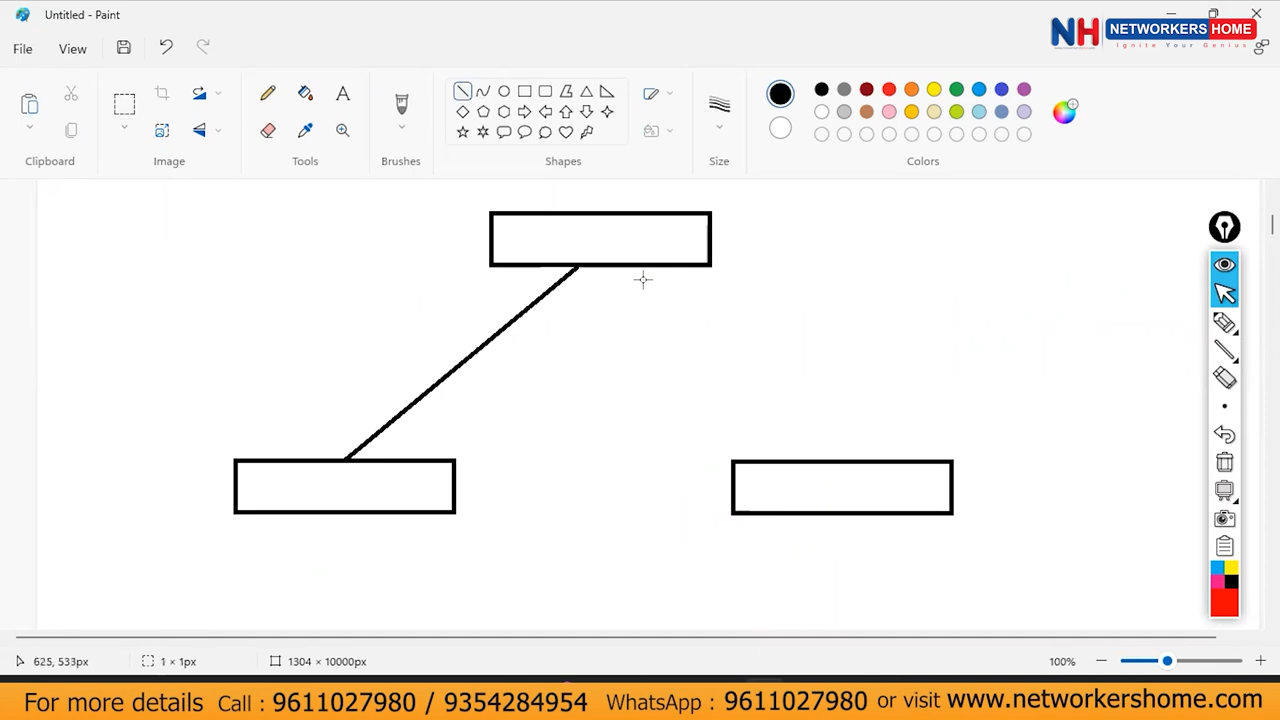 Untitled - Paint
NH NETWORKERS HOME
Ignite Your Genius
File View
Clipboard Image Tools Brushes Shapes Size Colors
A
625, 533px 1 × 1px 1304 × 10000px 100%
For more details Call : 9611027980 / 9354284954 WhatsApp : 9611027980 or visit www.networkershome.com